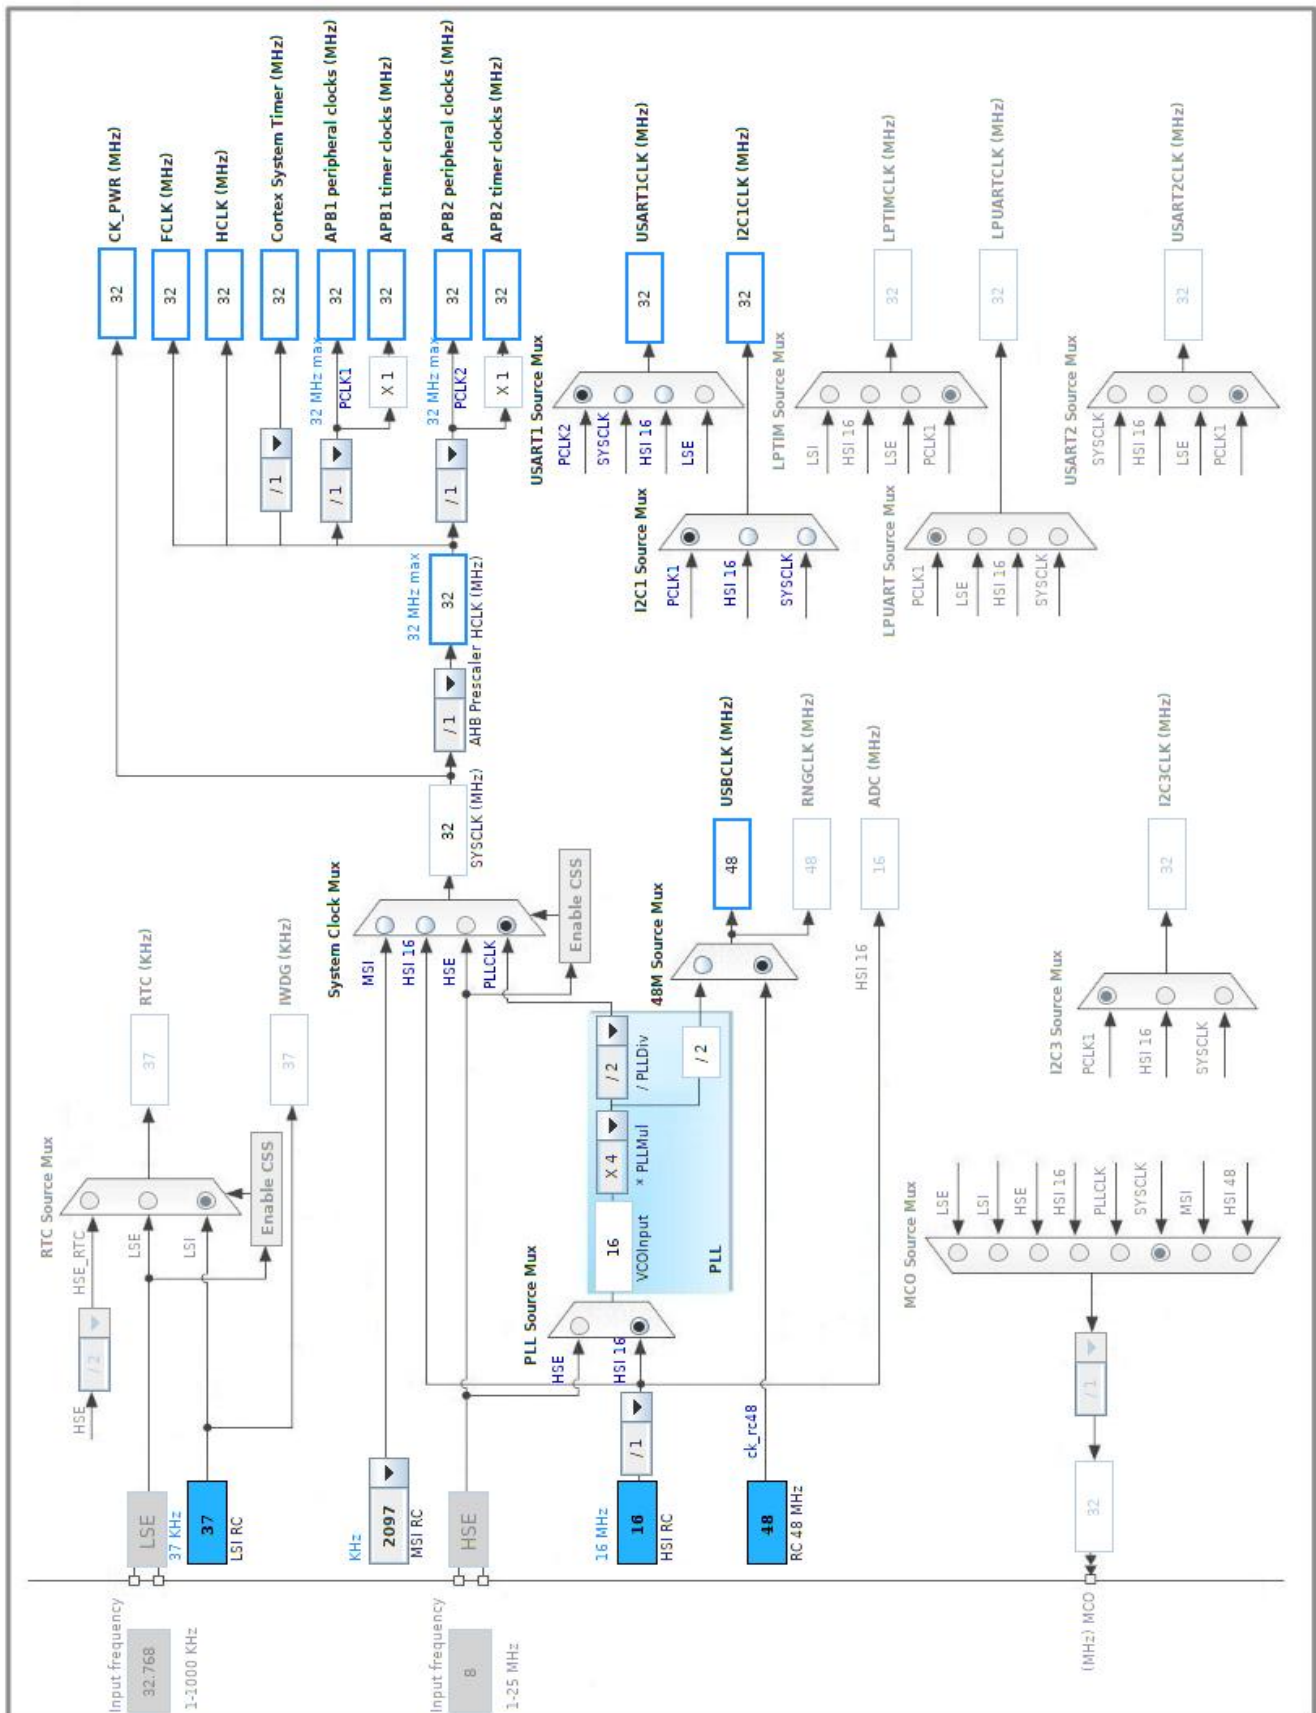 Input frequency
32.768
1-1000 KHz
LSE
37 KHz
37
LSI RC
HSE
/ 2
HSE_RTC
LSE
LSI
RTC Source Mux
Enable CSS
37
RTC (KHz)
37
IWDG (KHz)
KHz
2097
MSI RC
Input frequency
8
1-25 MHz
HSE
16 MHz
16
HSI RC
/ 1
48
RC 48 MHz
ck_rc48
PLL Source Mux
HSE
HSI 16
16
VCOInput
X 4
* PLLMul
/ 2
/ PLLDiv
/ 2
PLL
System Clock Mux
MSI
HSI 16
HSE
PLLCLK
Enable CSS
32
SYSCLK (MHz)
/ 1
AHB Prescaler
32 MHz max
32
HCLK (MHz)
/ 1
/ 1
32 MHz max
PCLK1
X 1
/ 1
32 MHz max
PCLK2
X 1
32
CK_PWR (MHz)
32
FCLK (MHz)
32
HCLK (MHz)
32
Cortex System Timer (MHz)
32
APB1 peripheral clocks (MHz)
32
APB1 timer clocks (MHz)
32
APB2 peripheral clocks (MHz)
32
APB2 timer clocks (MHz)
48M Source Mux
48
USBCLK (MHz)
48
RNGCLK (MHz)
HSI 16
16
ADC (MHz)
USART1 Source Mux
PCLK2
SYSCLK
HSI 16
LSE
32
USART1CLK (MHz)
I2C1 Source Mux
PCLK1
HSI 16
SYSCLK
32
I2C1CLK (MHz)
LPTIM Source Mux
LSI
HSI 16
LSE
PCLK1
32
LPTIMCLK (MHz)
LPUART Source Mux
PCLK1
LSE
HSI 16
SYSCLK
32
LPUARTCLK (MHz)
USART2 Source Mux
SYSCLK
HSI 16
LSE
PCLK1
32
USART2CLK (MHz)
I2C3 Source Mux
PCLK1
HSI 16
SYSCLK
32
I2C3CLK (MHz)
MCO Source Mux
LSE
LSI
HSE
HSI 16
PLLCLK
SYSCLK
MSI
HSI 48
/ 1
32
(MHz) MCO